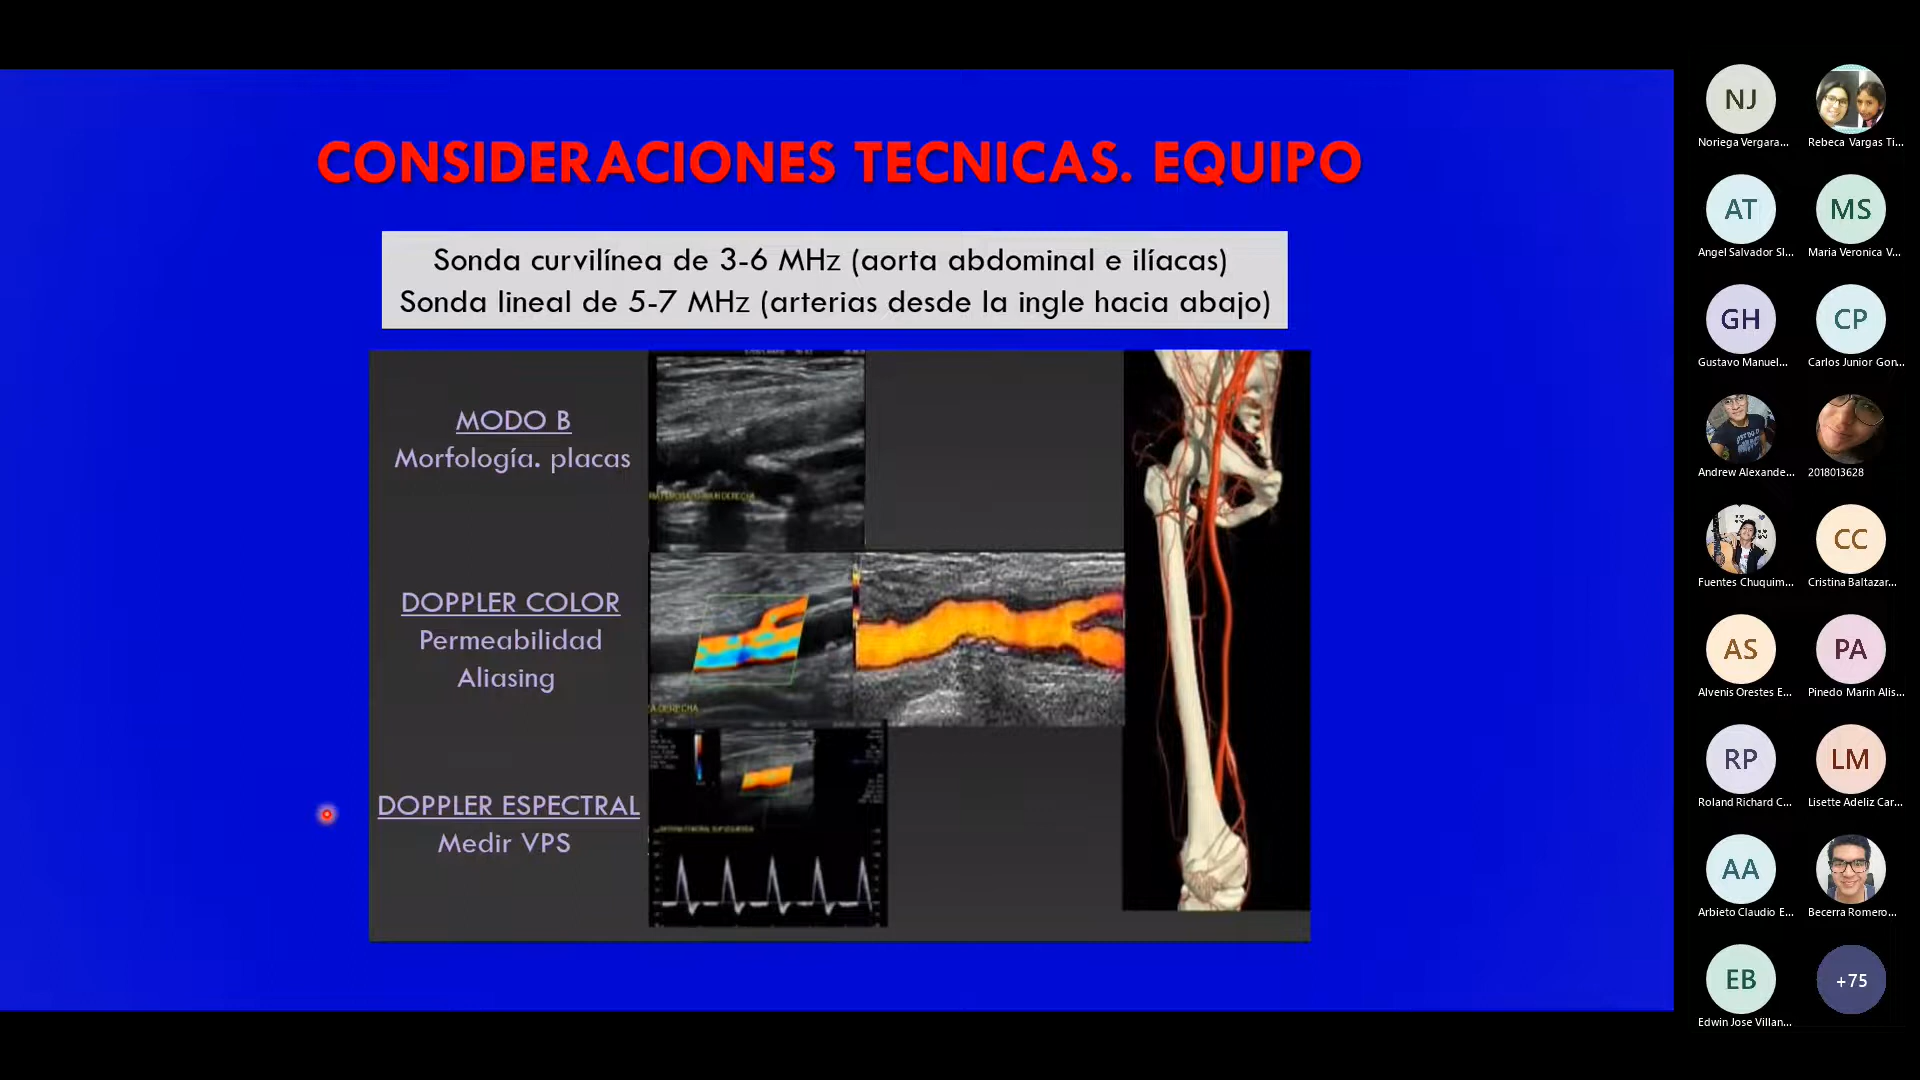 CONSIDERACIONES TECNICAS. EQUIPO
Sonda curvilínea de 3-6 MHz (aorta abdominal e ilíacas)
Sonda lineal de 5-7 MHz (arterias desde la ingle hacia abajo)
MODO B
Morfología. placas
DOPPLER COLOR
Permeabilidad
Aliasing
DERECHA
DOPPLER ESPECTRAL
Medir VPS
NJ
Noriega Vergara...
Rebeca Vargas Ti...
AT
Angel Salvador Sl...
MS
Maria Veronica V...
GH
Gustavo Manuel...
CP
Carlos Junior Gon...
Andrew Alexande...
2018013628
Fuentes Chuquim...
CC
Cristina Baltazar...
AS
Alvenis Orestes E...
PA
Pinedo Marin Alis...
RP
Roland Richard C...
LM
Lisette Adeliz Car...
AA
Arbieto Claudio E...
Becerra Romero...
EB
Edwin Jose Villan...
+75